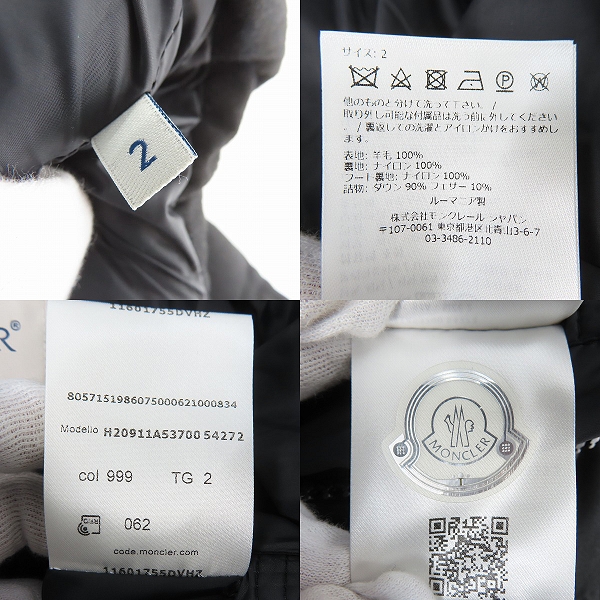 2
サイズ: 2
他のものと分けて洗って下さい。/
取り外し可能な付属品は洗う前に外してください
。/ 裏返しての洗濯とアイロンかけをおすすめしま
す。
表地: 羊毛 100%
裏地: ナイロン 100%
フード裏地: ナイロン 100%
詰物: ダウン 90% フェザー 10%
ルーマニア製
株式会社モンクレール ジャパン
〒107-0061 東京都港区北青山3-6-7
03-3486-2110
R®
11601755DVHZ
8057151986075000621000834
Modello H20911A5370054272
col 999 TG 2
RFID 062
code.moncler.com
11601755DVHZ
MONCLER